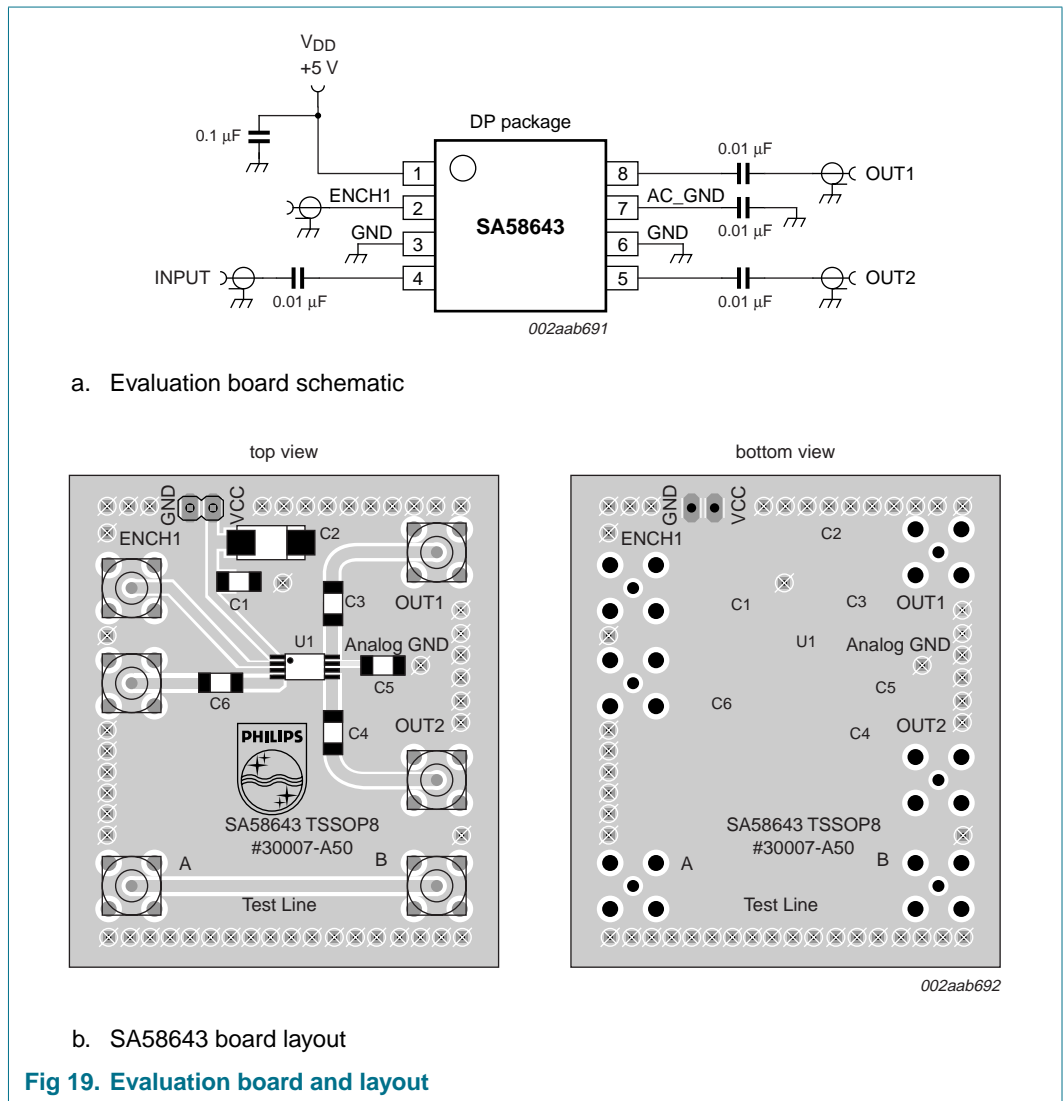 VDD
+5 V
0.1 μF
DP package
0.01 μF
1
8
OUT1
ENCH1
2
7
AC_GND
SA58643
0.01 μF
GND
3
6
GND
INPUT
4
5
OUT2
0.01 μF
0.01 μF
002aab691
a. Evaluation board schematic
top view
bottom view
GND
VCC
ENCH1
C2
C1
C3
OUT1
U1
Analog GND
C5
C6
C4
OUT2
PHILIPS
SA58643 TSSOP8
#30007-A50
A
B
Test Line
GND
VCC
ENCH1
C2
C1
C3
OUT1
U1
Analog GND
C5
C6
C4
OUT2
SA58643 TSSOP8
#30007-A50
A
B
Test Line
002aab692
b. SA58643 board layout
Fig 19. Evaluation board and layout